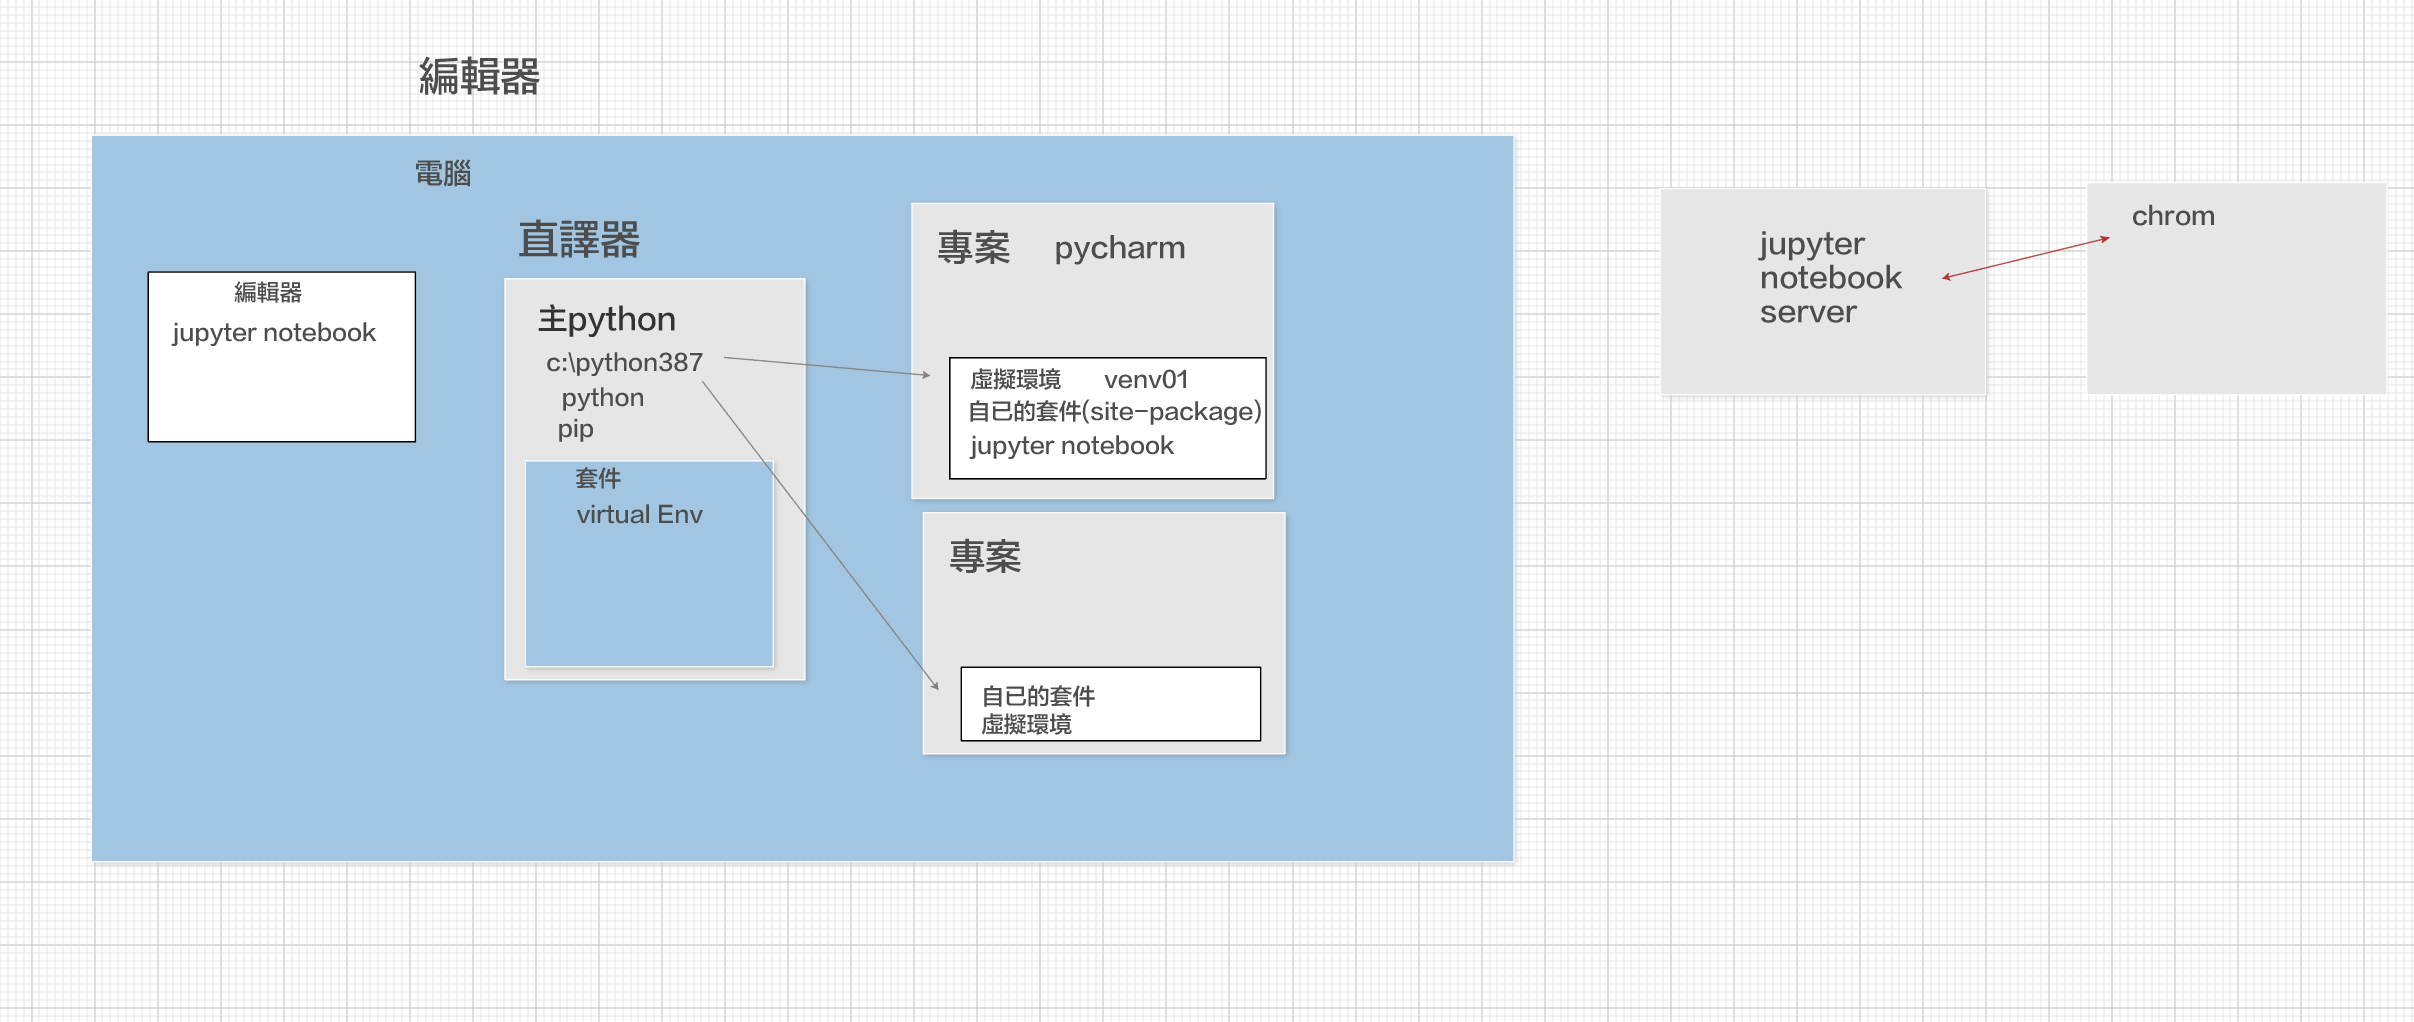 編輯器
電腦
編輯器
jupyter notebook
直譯器
主python
c:\python387
python
pip
套件
virtual Env
專案 pycharm
虛擬環境 venv01
自已的套件(site-package)
jupyter notebook
專案
自已的套件
虛擬環境
jupyter
notebook
server
chrom